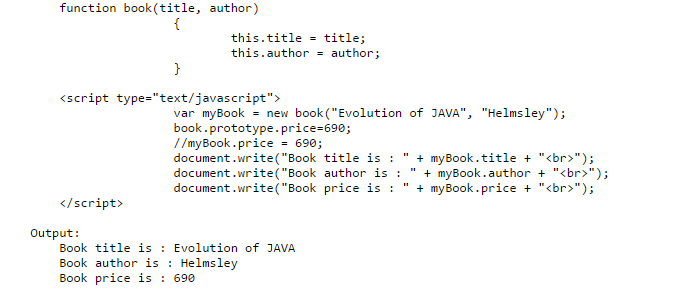 function book(title, author)
{
this.title = title;
this.author = author;
}
<script type="text/javascript">
var myBook = new book("Evolution of JAVA", "Helmsley");
book.prototype.price=690;
//myBook.price = 690;
document.write("Book title is : " + myBook.title + "<br>");
document.write("Book author is : " + myBook.author + "<br>");
document.write("Book price is : " + myBook.price + "<br>");
</script>
Output:
Book title is : Evolution of JAVA
Book author is : Helmsley
Book price is : 690